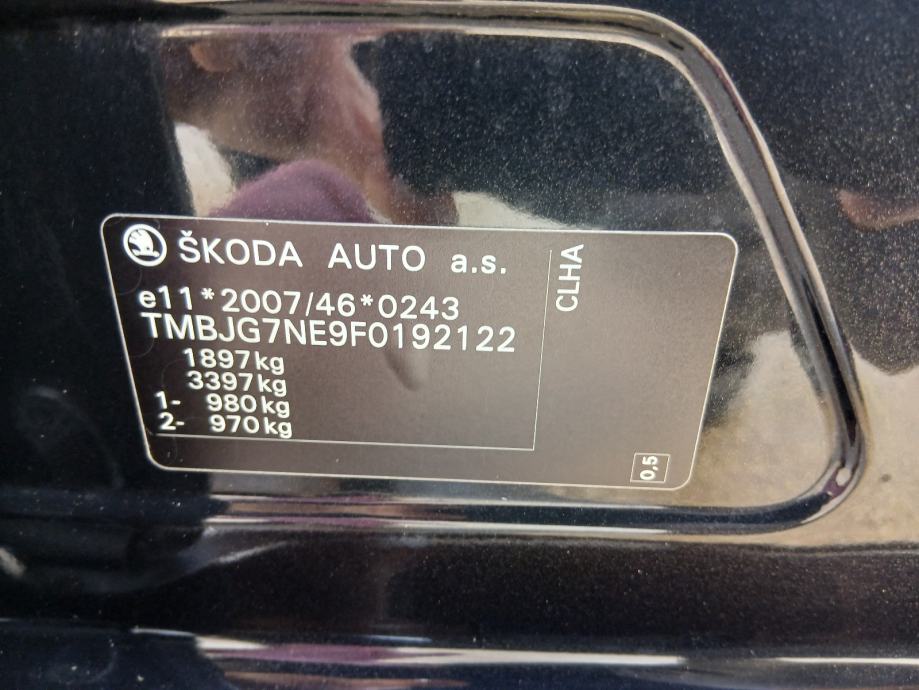 ŠKODA AUTO a.s.
e11*2007/46*0243
TMBJG7NE9F0192122
1897kg
3397kg
1- 980kg
2- 970kg
CLHA
0,5